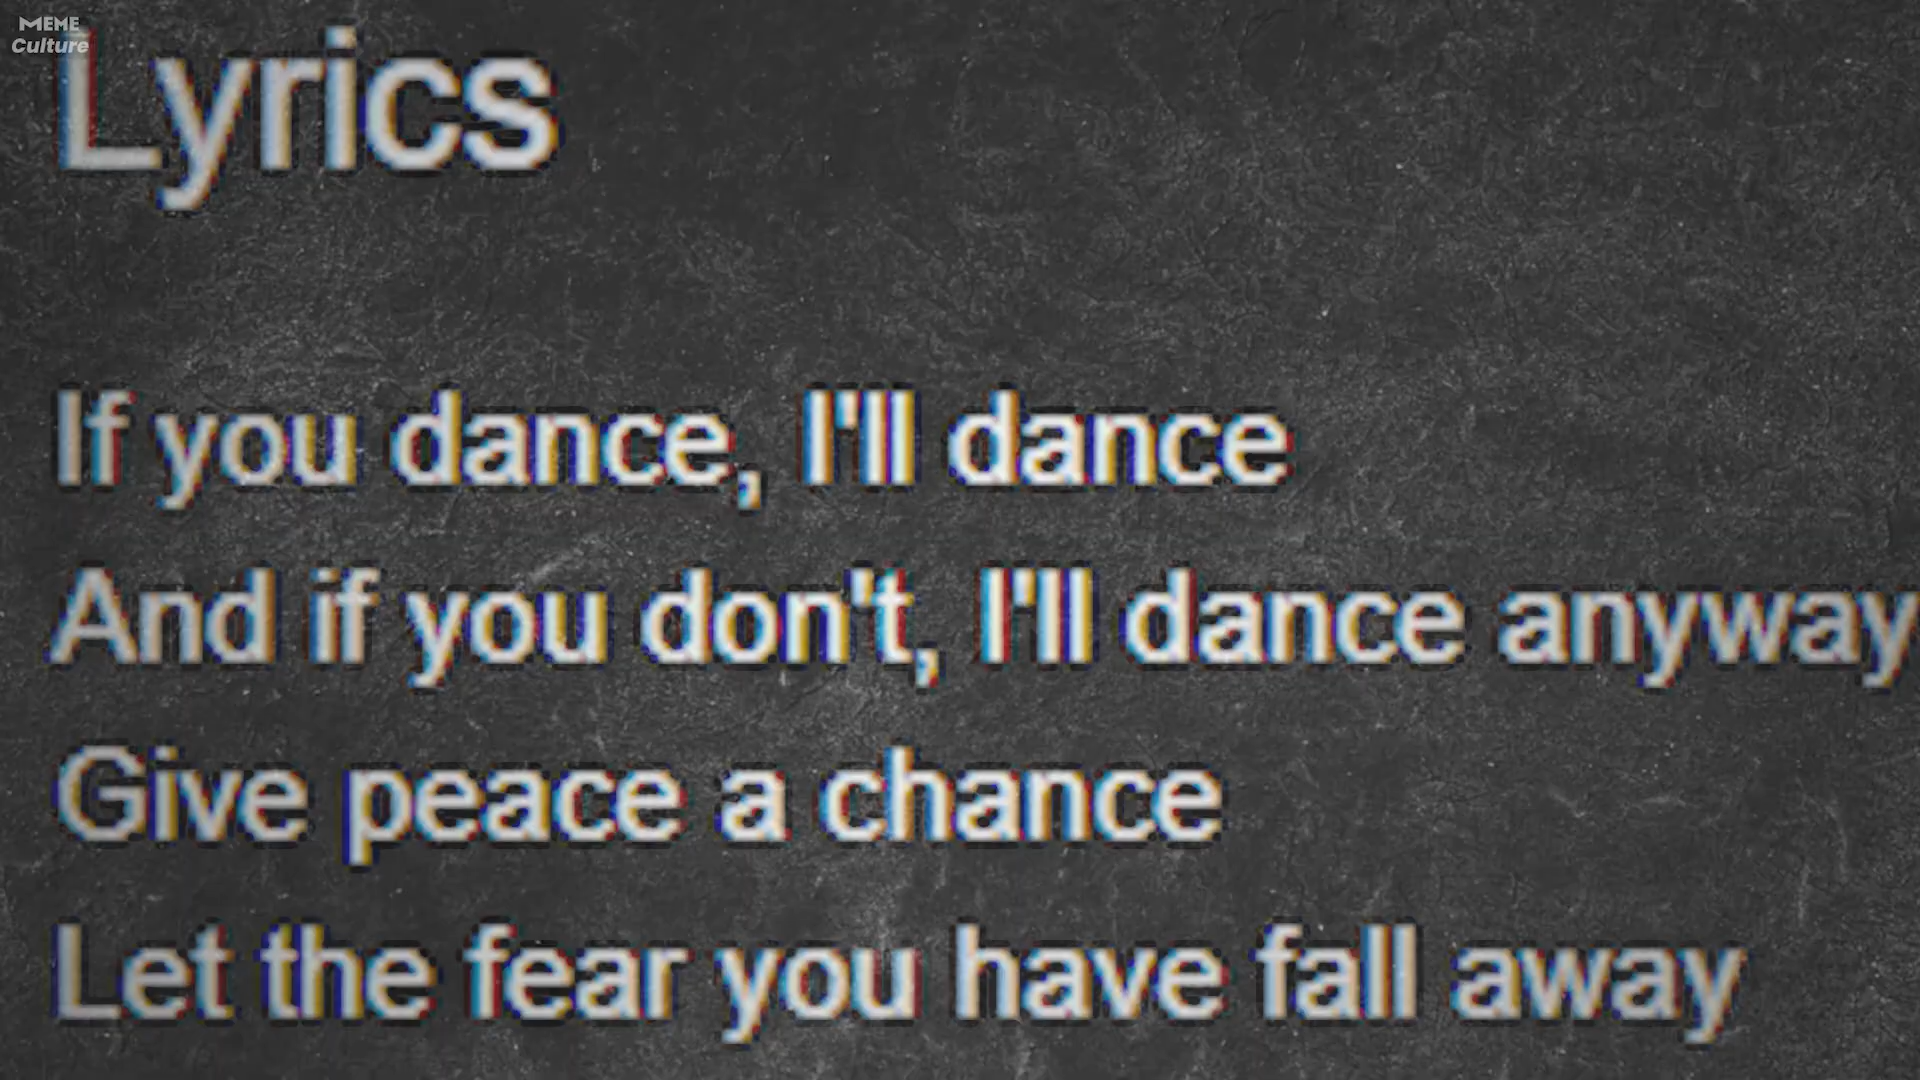 MEME
Culture
Lyrics
If you dance, I'll dance
And if you don't, I'll dance anyway
Give peace a chance
Let the fear you have fall away